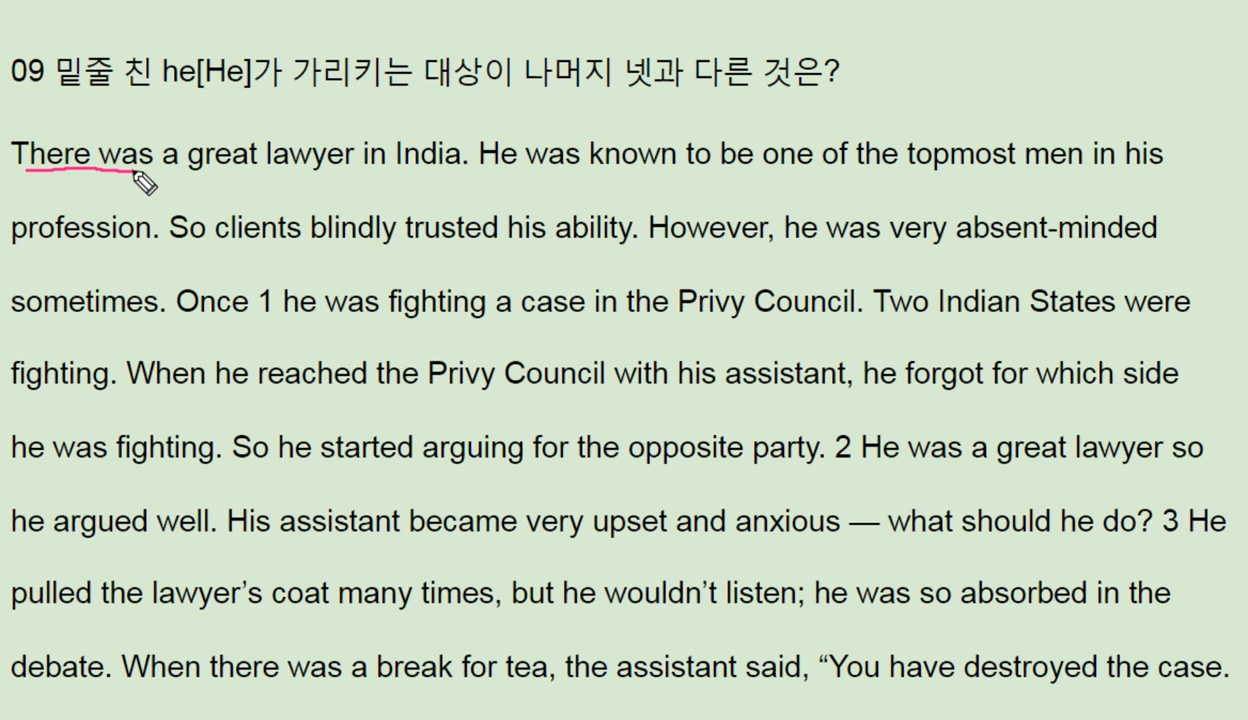 09 밑줄 친 he[He]가 가리키는 대상이 나머지 넷과 다른 것은?
There was a great lawyer in India. He was known to be one of the topmost men in his
profession. So clients blindly trusted his ability. However, he was very absent-minded
sometimes. Once 1 he was fighting a case in the Privy Council. Two Indian States were
fighting. When he reached the Privy Council with his assistant, he forgot for which side
he was fighting. So he started arguing for the opposite party. 2 He was a great lawyer so
he argued well. His assistant became very upset and anxious — what should he do? 3 He
pulled the lawyer’s coat many times, but he wouldn’t listen; he was so absorbed in the
debate. When there was a break for tea, the assistant said, “You have destroyed the case.